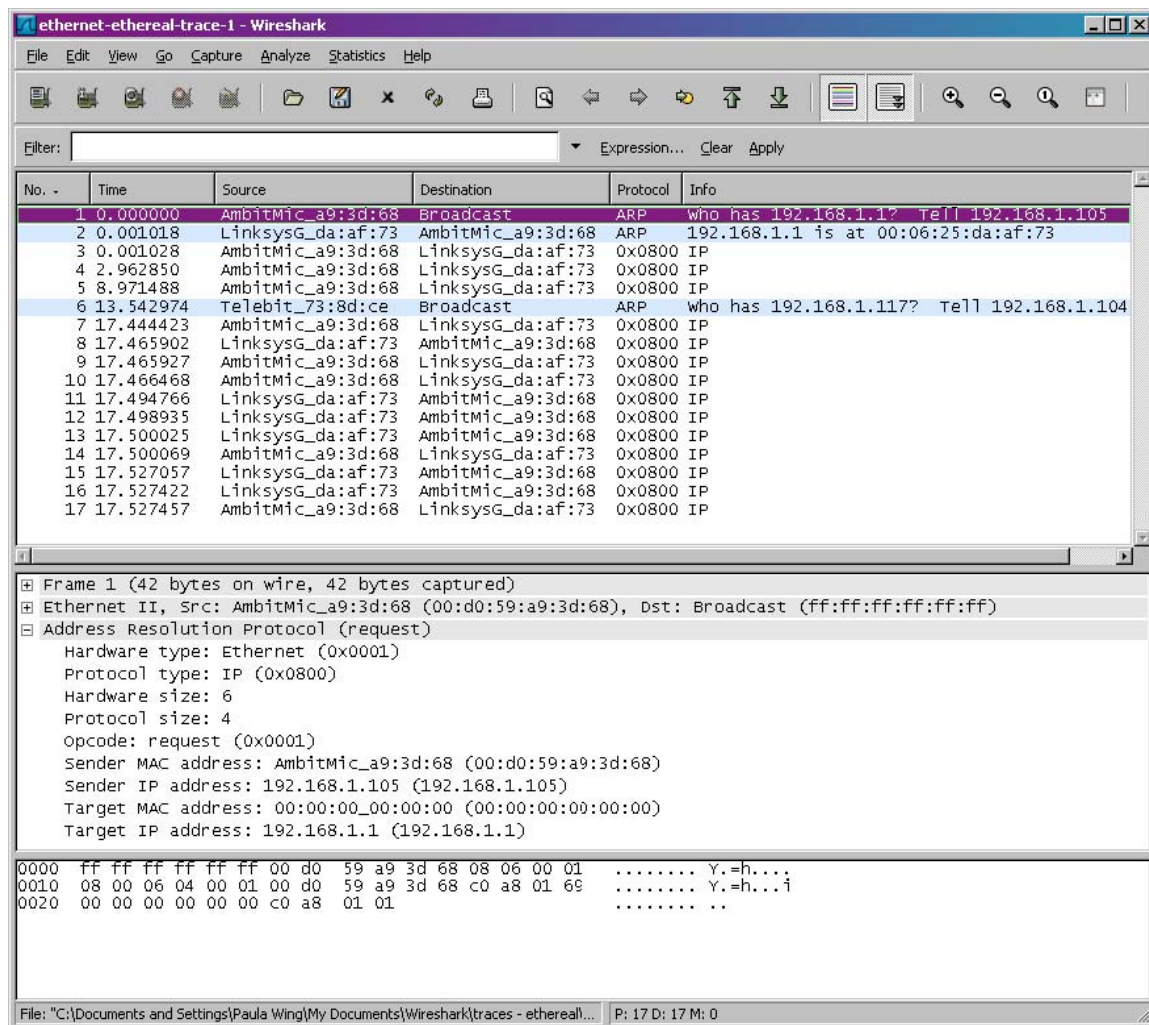 ethernet-ethereal-trace-1 - Wireshark
File Edit View Go Capture Analyze Statistics Help
Filter: Expression... Clear Apply
No. - Time Source Destination Protocol Info
1 0.000000 AmbitMic_a9:3d:68 Broadcast ARP Who has 192.168.1.1? Tell 192.168.1.105
2 0.001018 LinksysG_da:af:73 AmbitMic_a9:3d:68 ARP 192.168.1.1 is at 00:06:25:da:af:73
3 0.001028 AmbitMic_a9:3d:68 LinksysG_da:af:73 0x0800 IP
4 2.962850 AmbitMic_a9:3d:68 LinksysG_da:af:73 0x0800 IP
5 8.971488 AmbitMic_a9:3d:68 LinksysG_da:af:73 0x0800 IP
6 13.542974 Telebit_73:8d:ce Broadcast ARP Who has 192.168.1.117? Tell 192.168.1.104
7 17.444423 AmbitMic_a9:3d:68 LinksysG_da:af:73 0x0800 IP
8 17.465902 LinksysG_da:af:73 AmbitMic_a9:3d:68 0x0800 IP
9 17.465927 AmbitMic_a9:3d:68 LinksysG_da:af:73 0x0800 IP
10 17.466468 AmbitMic_a9:3d:68 LinksysG_da:af:73 0x0800 IP
11 17.494766 LinksysG_da:af:73 AmbitMic_a9:3d:68 0x0800 IP
12 17.498935 LinksysG_da:af:73 AmbitMic_a9:3d:68 0x0800 IP
13 17.500025 LinksysG_da:af:73 AmbitMic_a9:3d:68 0x0800 IP
14 17.500069 AmbitMic_a9:3d:68 LinksysG_da:af:73 0x0800 IP
15 17.527057 LinksysG_da:af:73 AmbitMic_a9:3d:68 0x0800 IP
16 17.527422 LinksysG_da:af:73 AmbitMic_a9:3d:68 0x0800 IP
17 17.527457 AmbitMic_a9:3d:68 LinksysG_da:af:73 0x0800 IP
Frame 1 (42 bytes on wire, 42 bytes captured)
Ethernet II, Src: AmbitMic_a9:3d:68 (00:d0:59:a9:3d:68), Dst: Broadcast (ff:ff:ff:ff:ff:ff)
Address Resolution Protocol (request)
Hardware type: Ethernet (0x0001)
Protocol type: IP (0x0800)
Hardware size: 6
Protocol size: 4
Opcode: request (0x0001)
Sender MAC address: AmbitMic_a9:3d:68 (00:d0:59:a9:3d:68)
Sender IP address: 192.168.1.105 (192.168.1.105)
Target MAC address: 00:00:00_00:00:00 (00:00:00:00:00:00)
Target IP address: 192.168.1.1 (192.168.1.1)
0000 ff ff ff ff ff ff 00 d0 59 a9 3d 68 08 06 00 01 ........ Y.=h....
0010 08 00 06 04 00 01 00 d0 59 a9 3d 68 c0 a8 01 69 ........ Y.=h...i
0020 00 00 00 00 00 00 c0 a8 01 01 ........ ..
File: "C:\Documents and Settings\Paula Wing\My Documents\Wireshark\traces - ethereal\... P: 17 D: 17 M: 0